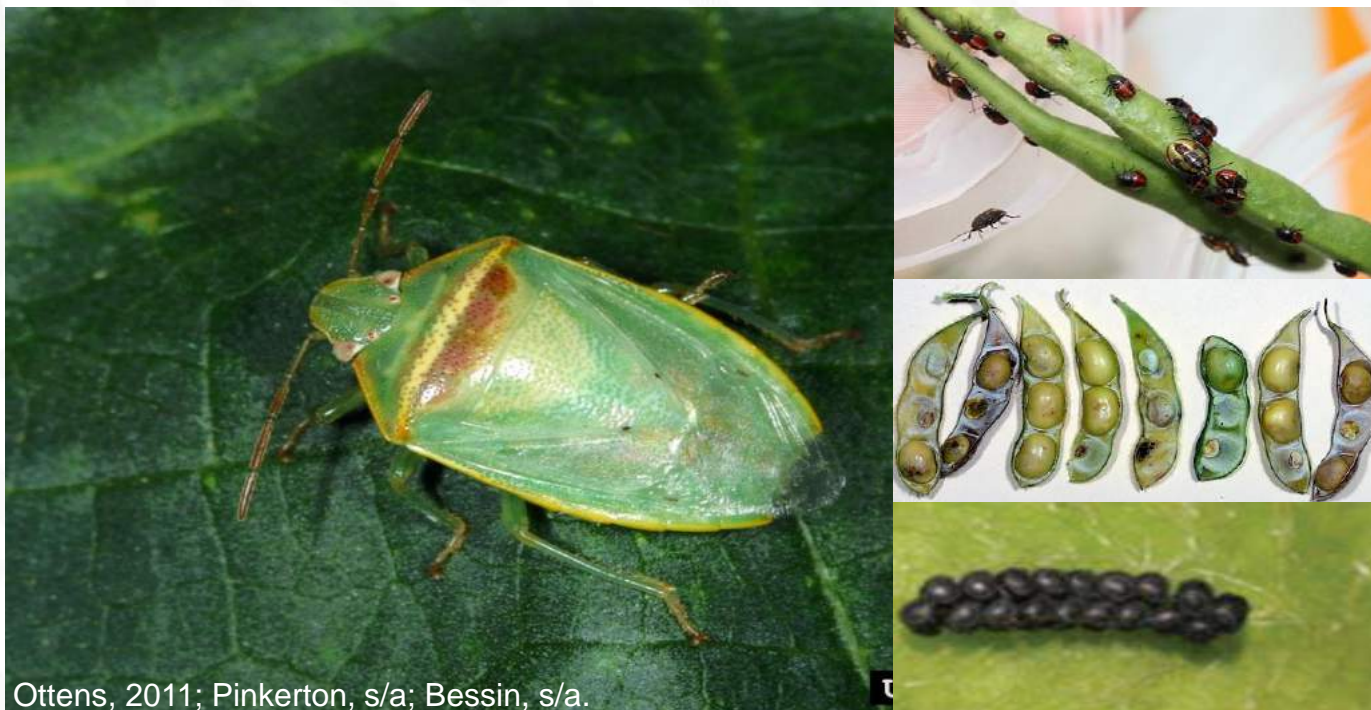 Ottens, 2011; Pinkerton, s/a; Bessin, s/a.